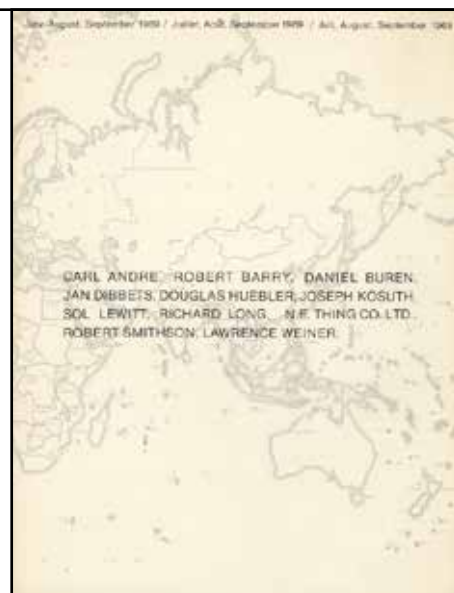 July, August, September 1969 / Juillet, Août, Septembre 1969 / Juli, August, September 1969
CARL ANDRE, ROBERT BARRY, DANIEL BUREN,
JAN DIBBETS, DOUGLAS HUEBLER, JOSEPH KOSUTH,
SOL LEWITT, RICHARD LONG, N.E. THING CO. LTD.,
ROBERT SMITHSON, LAWRENCE WEINER.